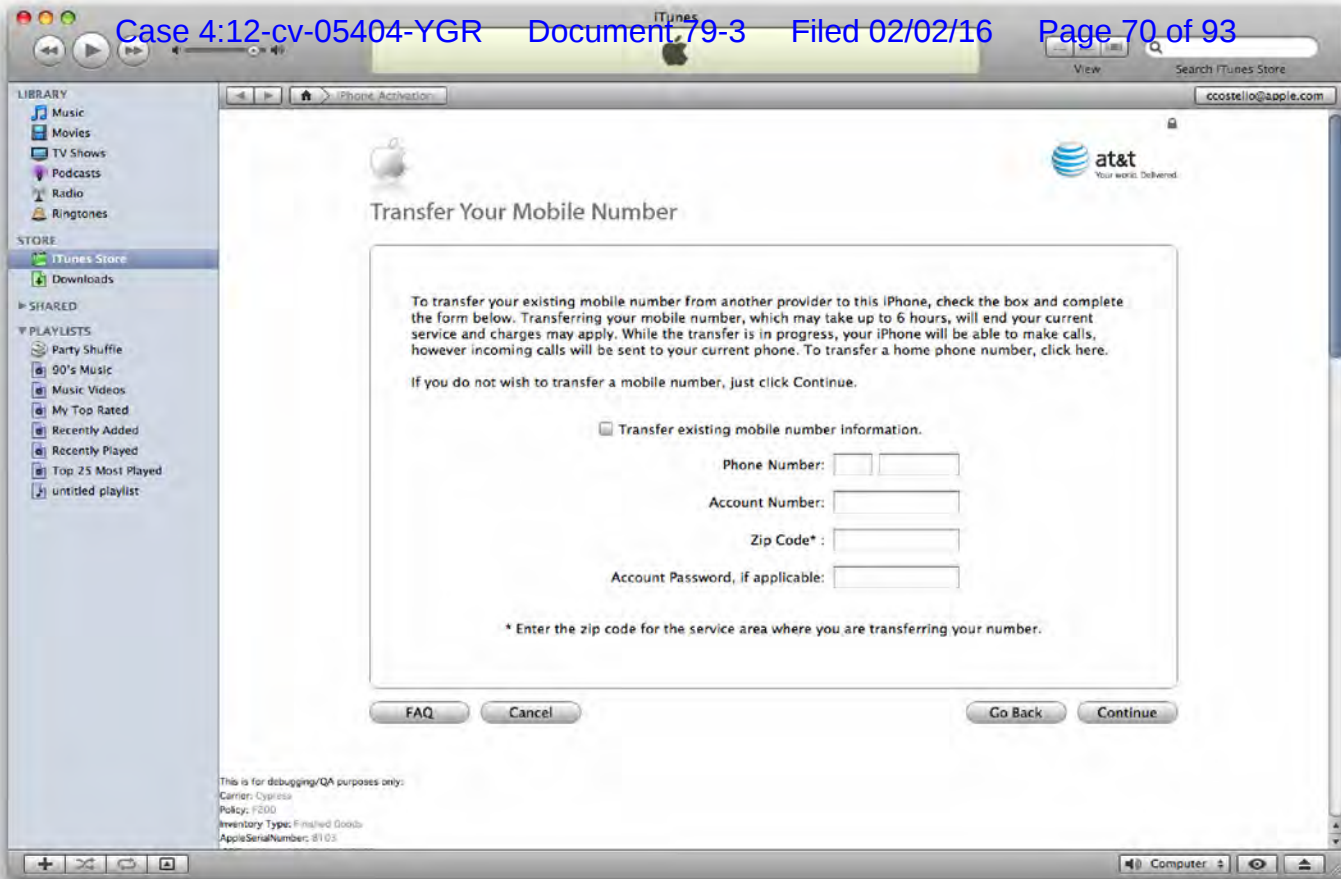 iTunes
Case 4:12-cv-05404-YGR Document 79-3 Filed 02/02/16 Page 70 of 93
View
Search iTunes Store
LIBRARY
Music
Movies
TV Shows
Podcasts
Radio
Ringtones
STORE
iTunes Store
Downloads
SHARED
PLAYLISTS
Party Shuffle
90's Music
Music Videos
My Top Rated
Recently Added
Recently Played
Top 25 Most Played
untitled playlist
iPhone Activation
ccostello@apple.com
at&t
Your world. Delivered.
Transfer Your Mobile Number
To transfer your existing mobile number from another provider to this iPhone, check the box and complete
the form below. Transferring your mobile number, which may take up to 6 hours, will end your current
service and charges may apply. While the transfer is in progress, your iPhone will be able to make calls,
however incoming calls will be sent to your current phone. To transfer a home phone number, click here.
If you do not wish to transfer a mobile number, just click Continue.
Transfer existing mobile number information.
Phone Number:
Account Number:
Zip Code* :
Account Password, if applicable:
* Enter the zip code for the service area where you are transferring your number.
FAQ
Cancel
Go Back
Continue
This is for debugging/QA purposes only:
Carrier: Cypress
Policy: F200
Inventory Type: Finished Goods
AppleSerialNumber: 8103
Computer